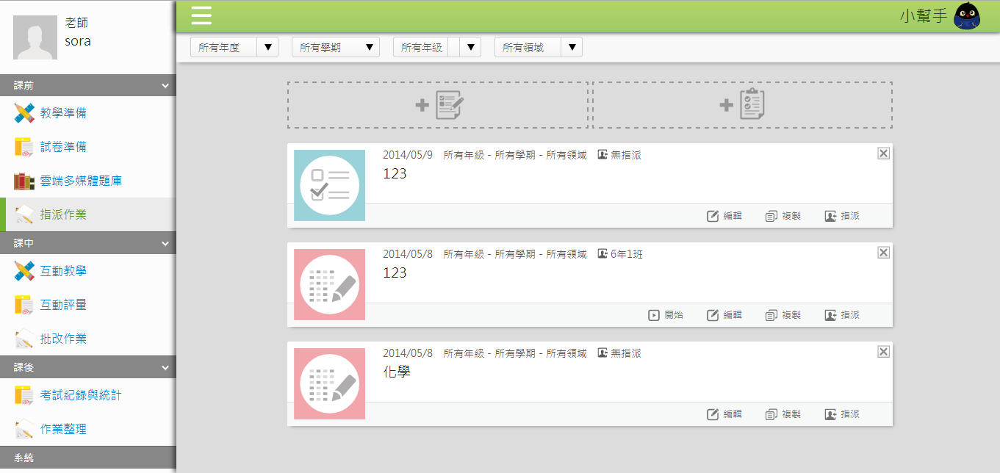 老師
sora
課前
教學準備
試卷準備
雲端多媒體題庫
指派作業
課中
互動教學
互動評量
批改作業
課後
考試紀錄與統計
作業整理
系統
小幫手
所有年度 所有學期 所有年級 所有領域
2014/05/9 所有年級 - 所有學期 - 所有領域 無指派
123
編輯 複製 指派
2014/05/8 所有年級 - 所有學期 - 所有領域 6年1班
123
開始 編輯 複製 指派
2014/05/8 所有年級 - 所有學期 - 所有領域 無指派
化學
編輯 複製 指派